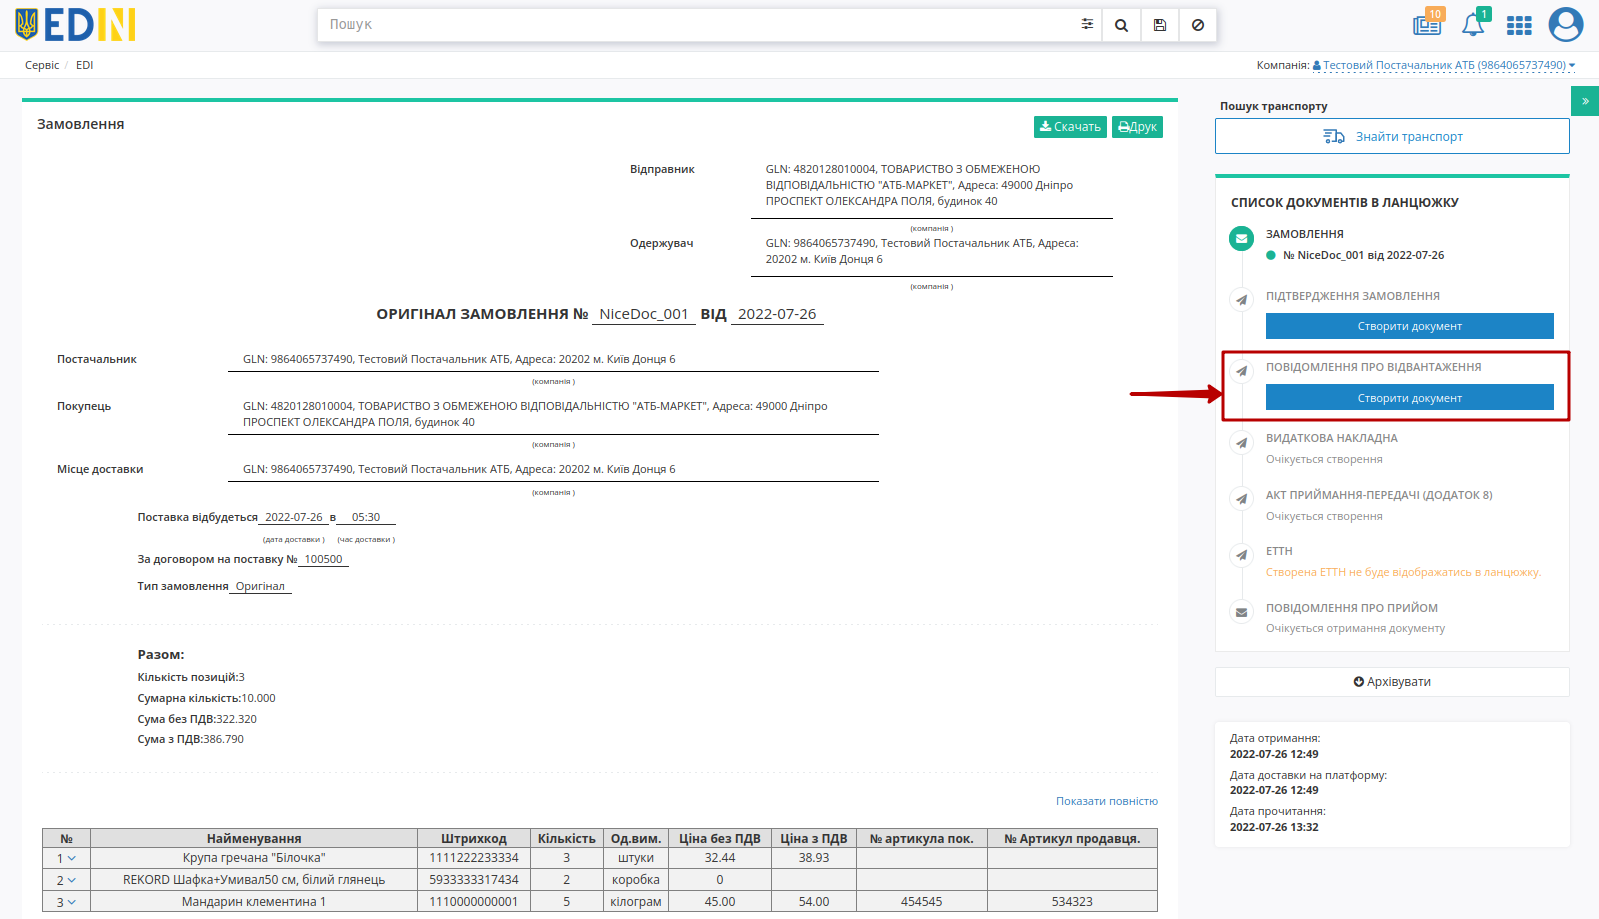 EDIN
Пошук
10
1
Сервіс / EDI
Компанія: Тестовий Постачальник АТБ (9864065737490)
Замовлення
Скачать
Друк
Відправник
GLN: 4820128010004, ТОВАРИСТВО З ОБМЕЖЕНОЮ
ВІДПОВІДАЛЬНІСТЮ "АТБ-МАРКЕТ", Адреса: 49000 Дніпро
ПРОСПЕКТ ОЛЕКСАНДРА ПОЛЯ, будинок 40
(компанія )
Одержувач
GLN: 9864065737490, Тестовий Постачальник АТБ, Адреса:
20202 м. Київ Донця 6
(компанія )
ОРИГІНАЛ ЗАМОВЛЕННЯ № NiceDoc_001 ВІД 2022-07-26
Постачальник
GLN: 9864065737490, Тестовий Постачальник АТБ, Адреса: 20202 м. Київ Донця 6
(компанія )
Покупець
GLN: 4820128010004, ТОВАРИСТВО З ОБМЕЖЕНОЮ ВІДПОВІДАЛЬНІСТЮ "АТБ-МАРКЕТ", Адреса: 49000 Дніпро
ПРОСПЕКТ ОЛЕКСАНДРА ПОЛЯ, будинок 40
(компанія )
Місце доставки
GLN: 9864065737490, Тестовий Постачальник АТБ, Адреса: 20202 м. Київ Донця 6
(компанія )
Поставка відбудеться 2022-07-26 в 05:30
(дата доставки ) (час доставки )
За договором на поставку № 100500
Тип замовлення Оригінал
Разом:
Кількість позицій:3
Сумарна кількість:10.000
Сума без ПДВ:322.320
Сума з ПДВ:386.790
Показати повністю
№ Найменування Штрихкод Кількість Од.вим. Ціна без ПДВ Ціна з ПДВ № артикула пок. № Артикул продавця.
1 Крупа гречана "Білочка" 1111222233334 3 штуки 32.44 38.93
2 REKORD Шафка+Умивал50 см, білий глянець 5933333317434 2 коробка 0
3 Мандарин клементина 1 1110000000001 5 кілограм 45.00 54.00 454545 534323
»
Пошук транспорту
Знайти транспорт
СПИСОК ДОКУМЕНТІВ В ЛАНЦЮЖКУ
ЗАМОВЛЕННЯ
№ NiceDoc_001 від 2022-07-26
ПІДТВЕРДЖЕННЯ ЗАМОВЛЕННЯ
Створити документ
ПОВІДОМЛЕННЯ ПРО ВІДВАНТАЖЕННЯ
Створити документ
ВИДАТКОВА НАКЛАДНА
Очікується створення
АКТ ПРИЙМАННЯ-ПЕРЕДАЧІ (ДОДАТОК 8)
Очікується створення
ЕТТН
Створена ЕТТН не буде відображатись в ланцюжку.
ПОВІДОМЛЕННЯ ПРО ПРИЙОМ
Очікується отримання документу
Архівувати
Дата отримання:
2022-07-26 12:49
Дата доставки на платформу:
2022-07-26 12:49
Дата прочитання:
2022-07-26 13:32